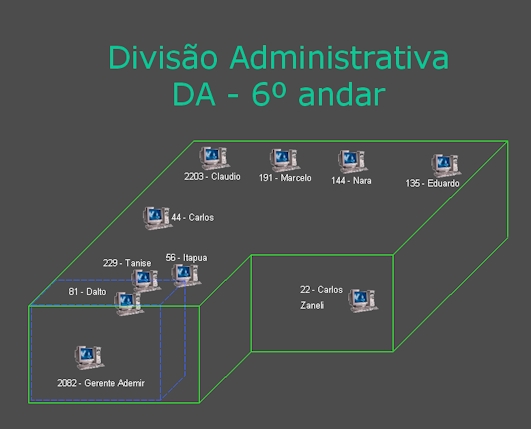 Divisão Administrativa
DA - 6º andar
2203 - Claudio
191 - Marcelo
144 - Nara
135 - Eduardo
44 - Carlos
229 - Tanise
56 - Itapua
81 - Dalto
22 - Carlos
Zaneli
2082 - Gerente Ademir